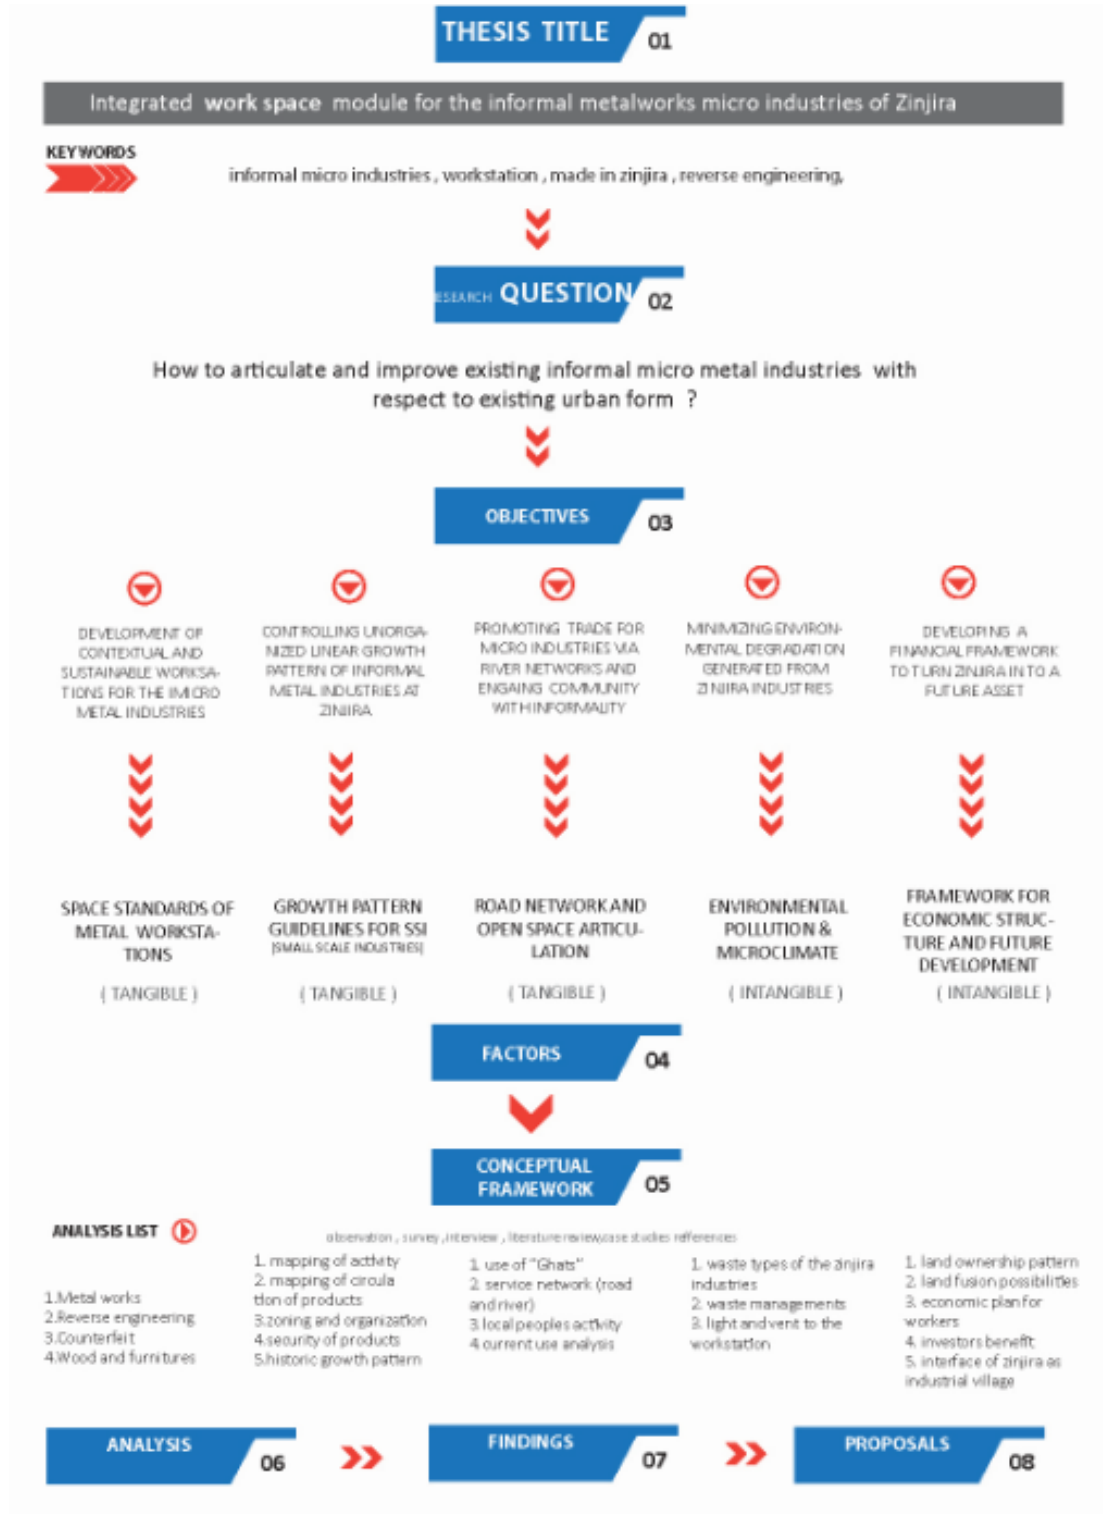 THESIS TITLE 01
Integrated work space module for the informal metalworks micro industries of Zinjira
KEYWORDS
informal micro industries , workstation , made in zinjira , reverse engineering,
ESEARCH QUESTION 02
How to articulate and improve existing informal micro metal industries with
respect to existing urban form ?
OBJECTIVES 03
DEVELOPMENT OF
CONTEXTUAL AND
SUSTAINABLE WORKSA-
TIONS FOR THE IMICRO
METAL INDUSTRIES
CONTROLLING UNORGA-
NIZED LINEAR GROWTH
PATTERN OF INFORMAL
METAL INDUSTRIES AT
ZINJIRA
PROMOTING TRADE FOR
MICRO INDUSTRIES VIA
RIVER NETWORKS AND
ENGAING COMMUNITY
WITH INFORMALITY
MINIMIZING ENVIRON-
MENTAL DEGRADATION
GENERATED FROM
ZINJIRA INDUSTRIES
DEVELOPING A
FINANCIAL FRAMEWORK
TO TURN ZINJIRA INTO A
FUTURE ASSET
SPACE STANDARDS OF
METAL WORKSTA-
TIONS
( TANGIBLE )
GROWTH PATTERN
GUIDELINES FOR SSI
[SMALL SCALE INDUSTRIES]
( TANGIBLE )
ROAD NETWORK AND
OPEN SPACE ARTICU-
LATION
( TANGIBLE )
ENVIRONMENTAL
POLLUTION &
MICROCLIMATE
( INTANGIBLE )
FRAMEWORK FOR
ECONOMIC STRUC-
TURE AND FUTURE
DEVELOPMENT
( INTANGIBLE )
FACTORS 04
CONCEPTUAL
FRAMEWORK 05
ANALYSIS LIST
observation , survey ,interview , literature review,case studies refferences
1.Metal works
2.Reverse engineering
3.Counterfeit
4.Wood and furnitures
1. mapping of activity
2. mapping of circula
tion of products
3.zoning and organization
4.security of products
5.historic growth pattern
1. use of "Ghats"
2. service network (road
and river)
3.local peoples activity
4.current use analysis
1. waste types of the zinjira
industries
2. waste managements
3. light and vent to the
workstation
1. land ownership pattern
2. land fusion possibilities
3. economic plan for
workers
4. investors benefit
5. interface of zinjira as
industrial village
ANALYSIS 06
FINDINGS 07
PROPOSALS 08